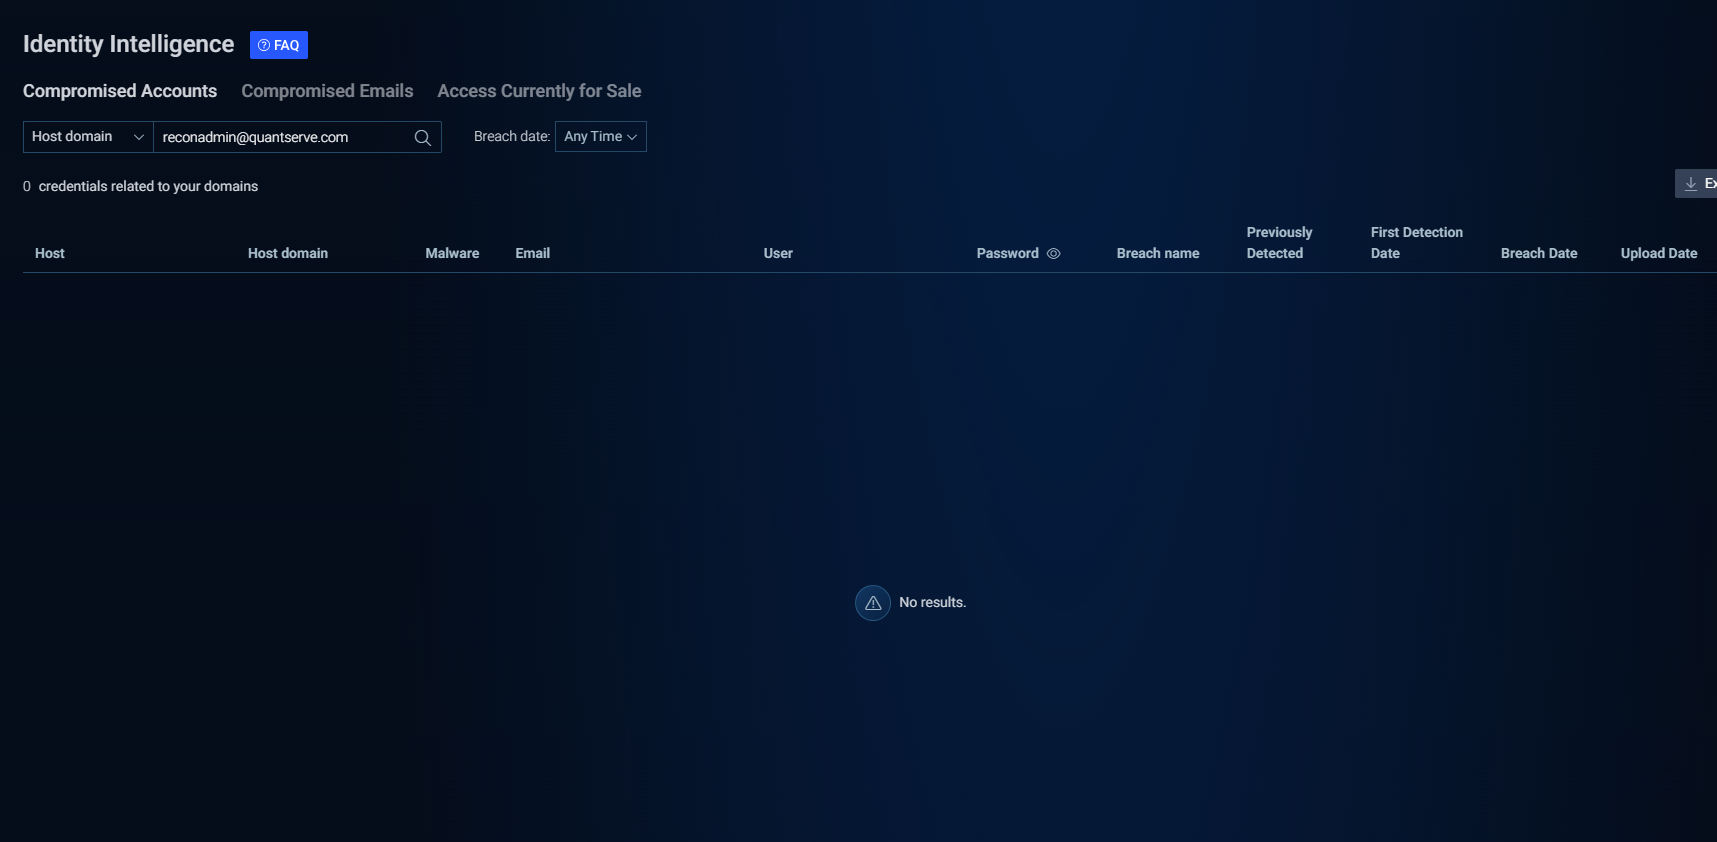 Identity Intelligence FAQ
Compromised Accounts Compromised Emails Access Currently for Sale
Host domain reconadmin@quantserve.com Breach date: Any Time
0 credentials related to your domains
Ex
Host Host domain Malware Email User Password Breach name Previously Detected First Detection Date Breach Date Upload Date
No results.